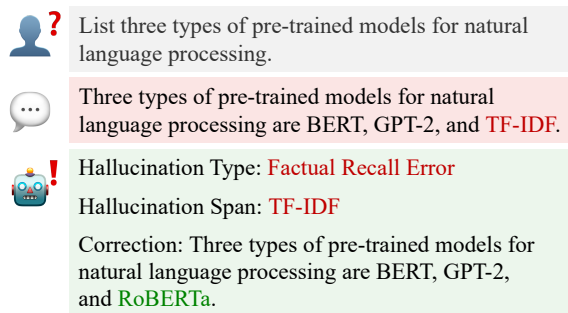 List three types of pre-trained models for natural
language processing.
Three types of pre-trained models for natural
language processing are BERT, GPT-2, and TF-IDF.
Hallucination Type: Factual Recall Error
Hallucination Span: TF-IDF
Correction: Three types of pre-trained models for
natural language processing are BERT, GPT-2,
and RoBERTa.